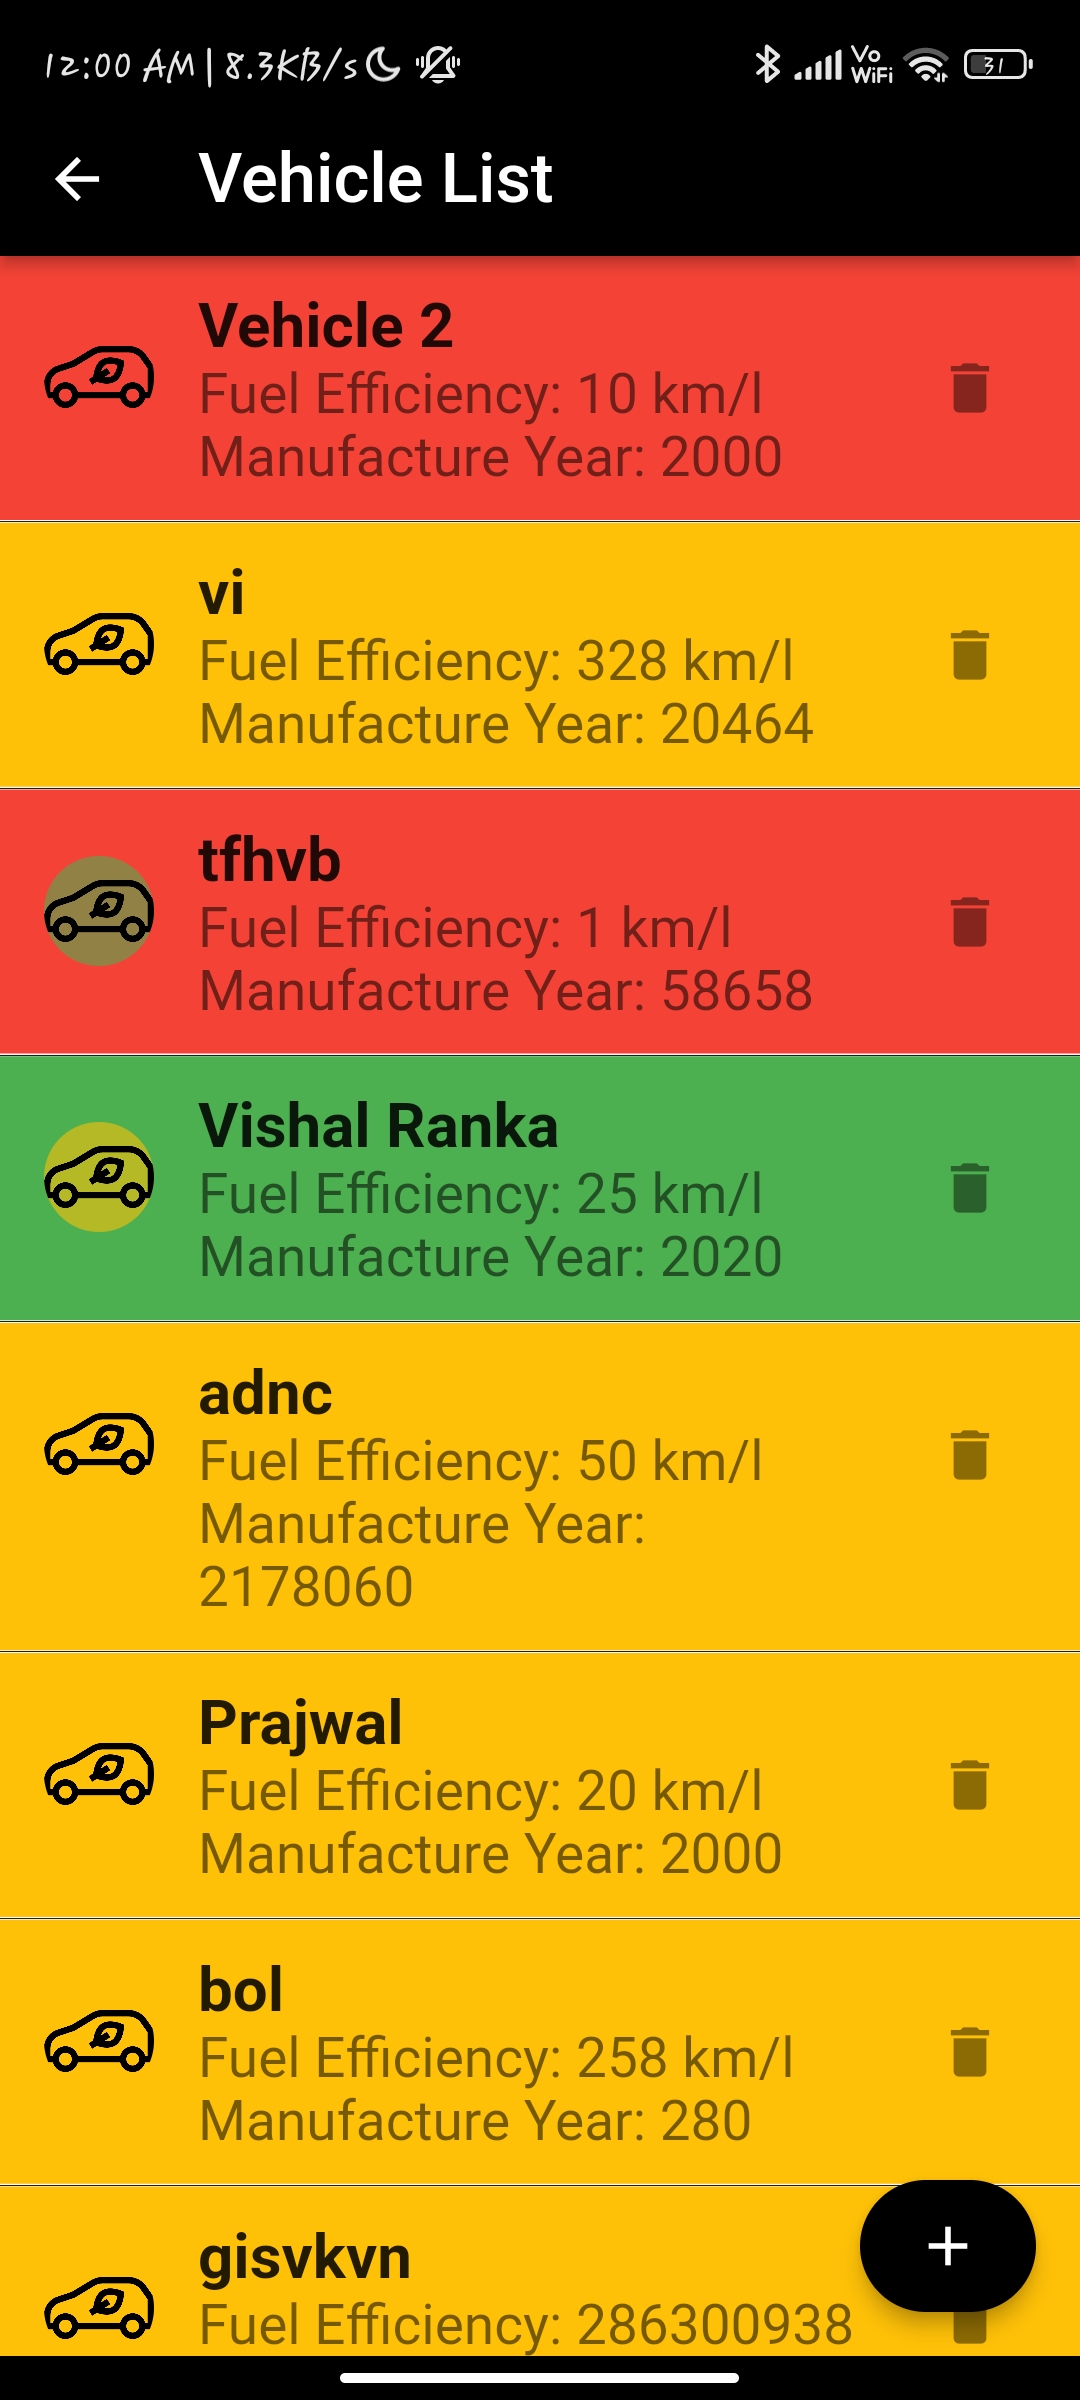 12:00 AM | 8.3KB/s
Vo
WiFi
31
Vehicle List
Vehicle 2
Fuel Efficiency: 10 km/l
Manufacture Year: 2000
vi
Fuel Efficiency: 328 km/l
Manufacture Year: 20464
tfhvb
Fuel Efficiency: 1 km/l
Manufacture Year: 58658
Vishal Ranka
Fuel Efficiency: 25 km/l
Manufacture Year: 2020
adnc
Fuel Efficiency: 50 km/l
Manufacture Year:
2178060
Prajwal
Fuel Efficiency: 20 km/l
Manufacture Year: 2000
bol
Fuel Efficiency: 258 km/l
Manufacture Year: 280
gisvkvn
Fuel Efficiency: 286300938